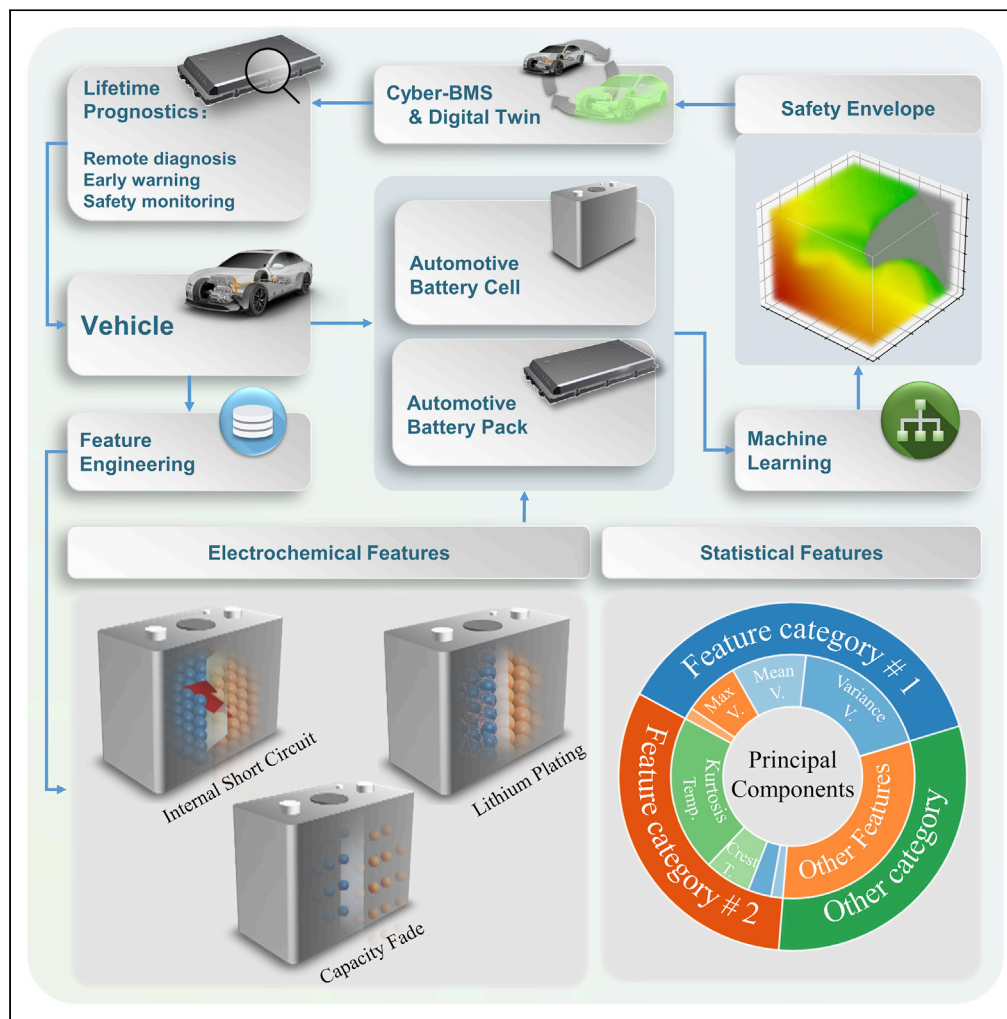 Lifetime
Prognostics:
Remote diagnosis
Early warning
Safety monitoring
Cyber-BMS
& Digital Twin
Safety Envelope
Vehicle
Automotive
Battery Cell
Automotive
Battery Pack
Feature
Engineering
Machine
Learning
Electrochemical Features
Statistical Features
Internal Short Circuit
Lithium Plating
Capacity Fade
Feature category # 1
Feature category # 2
Other category
Max
V.
Mean
V.
Variance
V.
Kurtosis
Temp.
Crest
T.
Other Features
Principal
Components